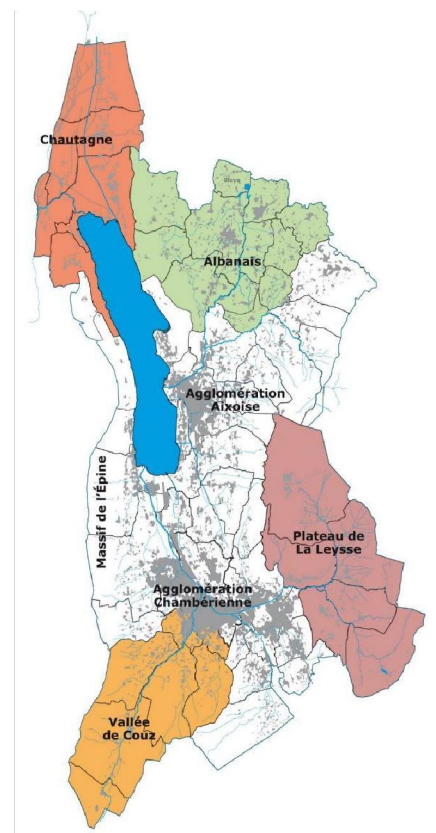 Chautagne
Albanais
Agglomération
Aixoise
Massif de l'Épine
Plateau de
La Leysse
Agglomération
Chambérienne
Vallée
de Couz